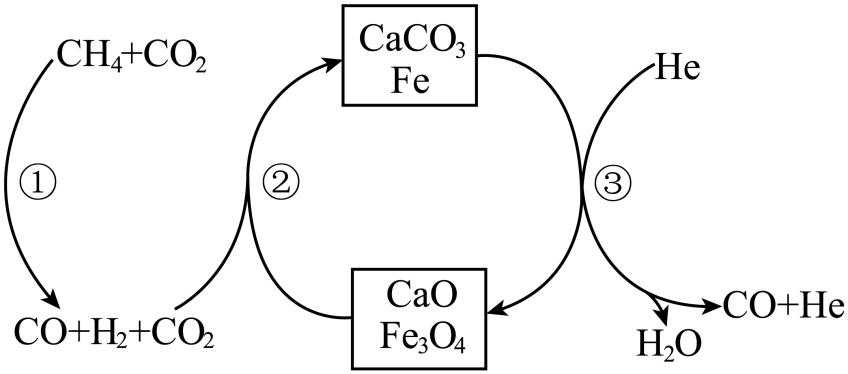 CH₄+CO₂
CaCO₃
Fe
He
①
②
③
CaO
Fe₃O₄
CO+H₂+CO₂
CO+He
H₂O